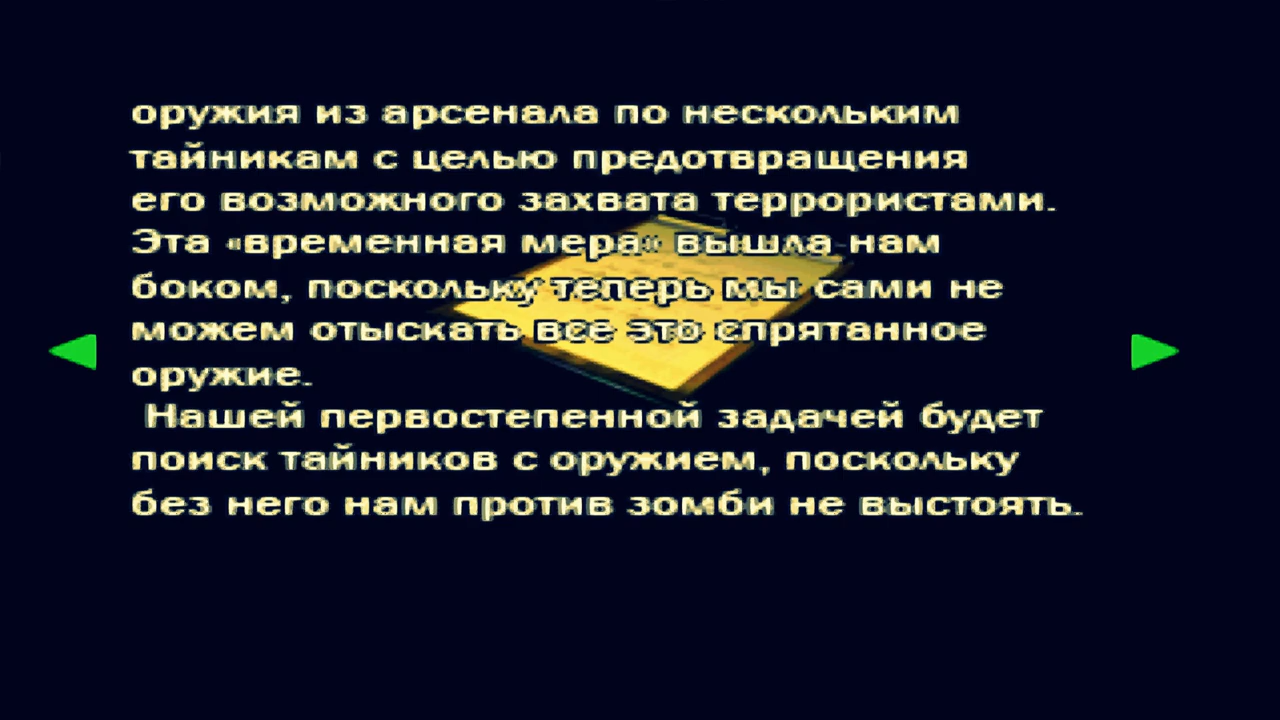 оружия из арсенала по нескольким
тайникам с целью предотвращения
его возможного захвата террористами.
Эта «временная мера» вышла нам
боком, поскольку теперь мы сами не
можем отыскать все это спрятанное
оружие.
Нашей первостепенной задачей будет
поиск тайников с оружием, поскольку
без него нам против зомби не выстоять.